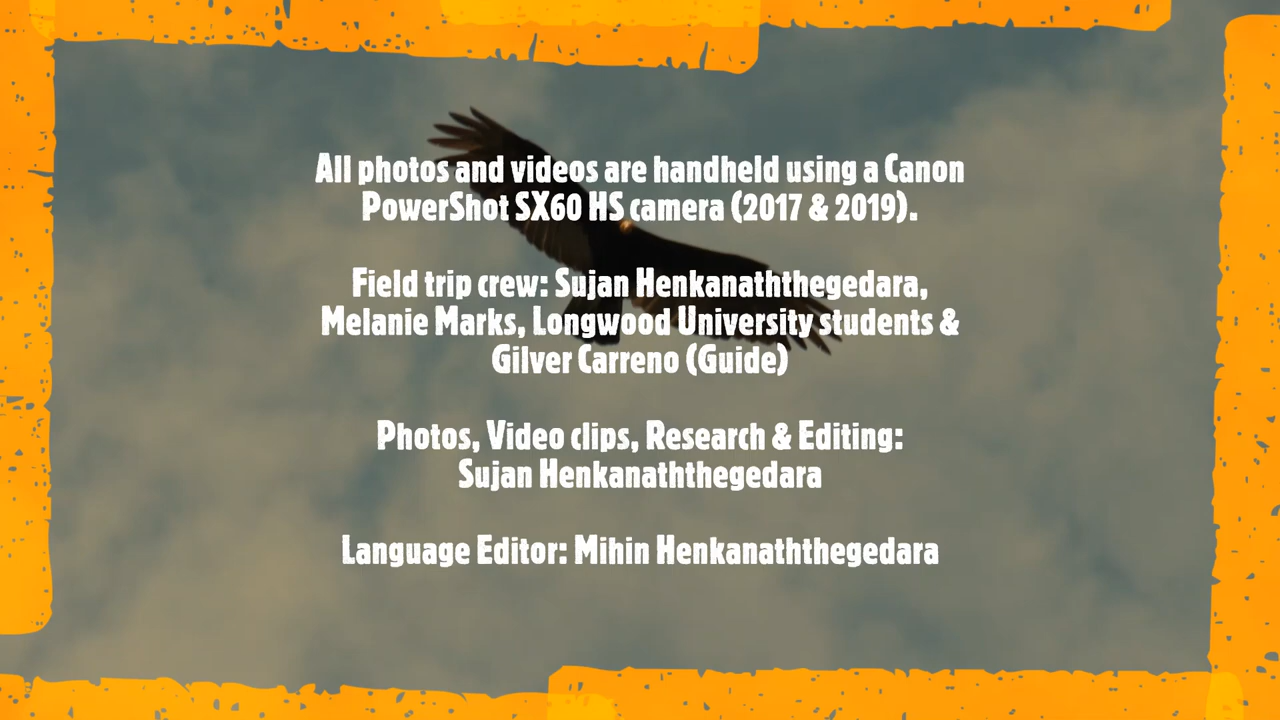 All photos and videos are handheld using a Canon
PowerShot SX60 HS camera (2017 & 2019).
Field trip crew: Sujan Henkanaththegedara,
Melanie Marks, Longwood University students &
Gilver Carreno (Guide)
Photos, Video clips, Research & Editing:
Sujan Henkanaththegedara
Language Editor: Mihin Henkanaththegedara